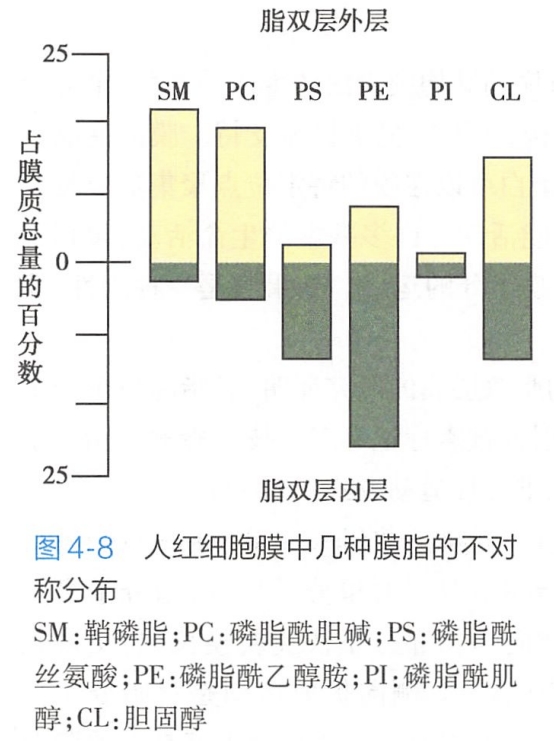 脂双层外层
25
SM PC PS PE PI CL
占膜质总量的百分数
0
25
脂双层内层
图4-8 人红细胞膜中几种膜脂的不对
称分布
SM:鞘磷脂;PC:磷脂酰胆碱;PS:磷脂酰
丝氨酸;PE:磷脂酰乙醇胺;PI:磷脂酰肌
醇;CL:胆固醇